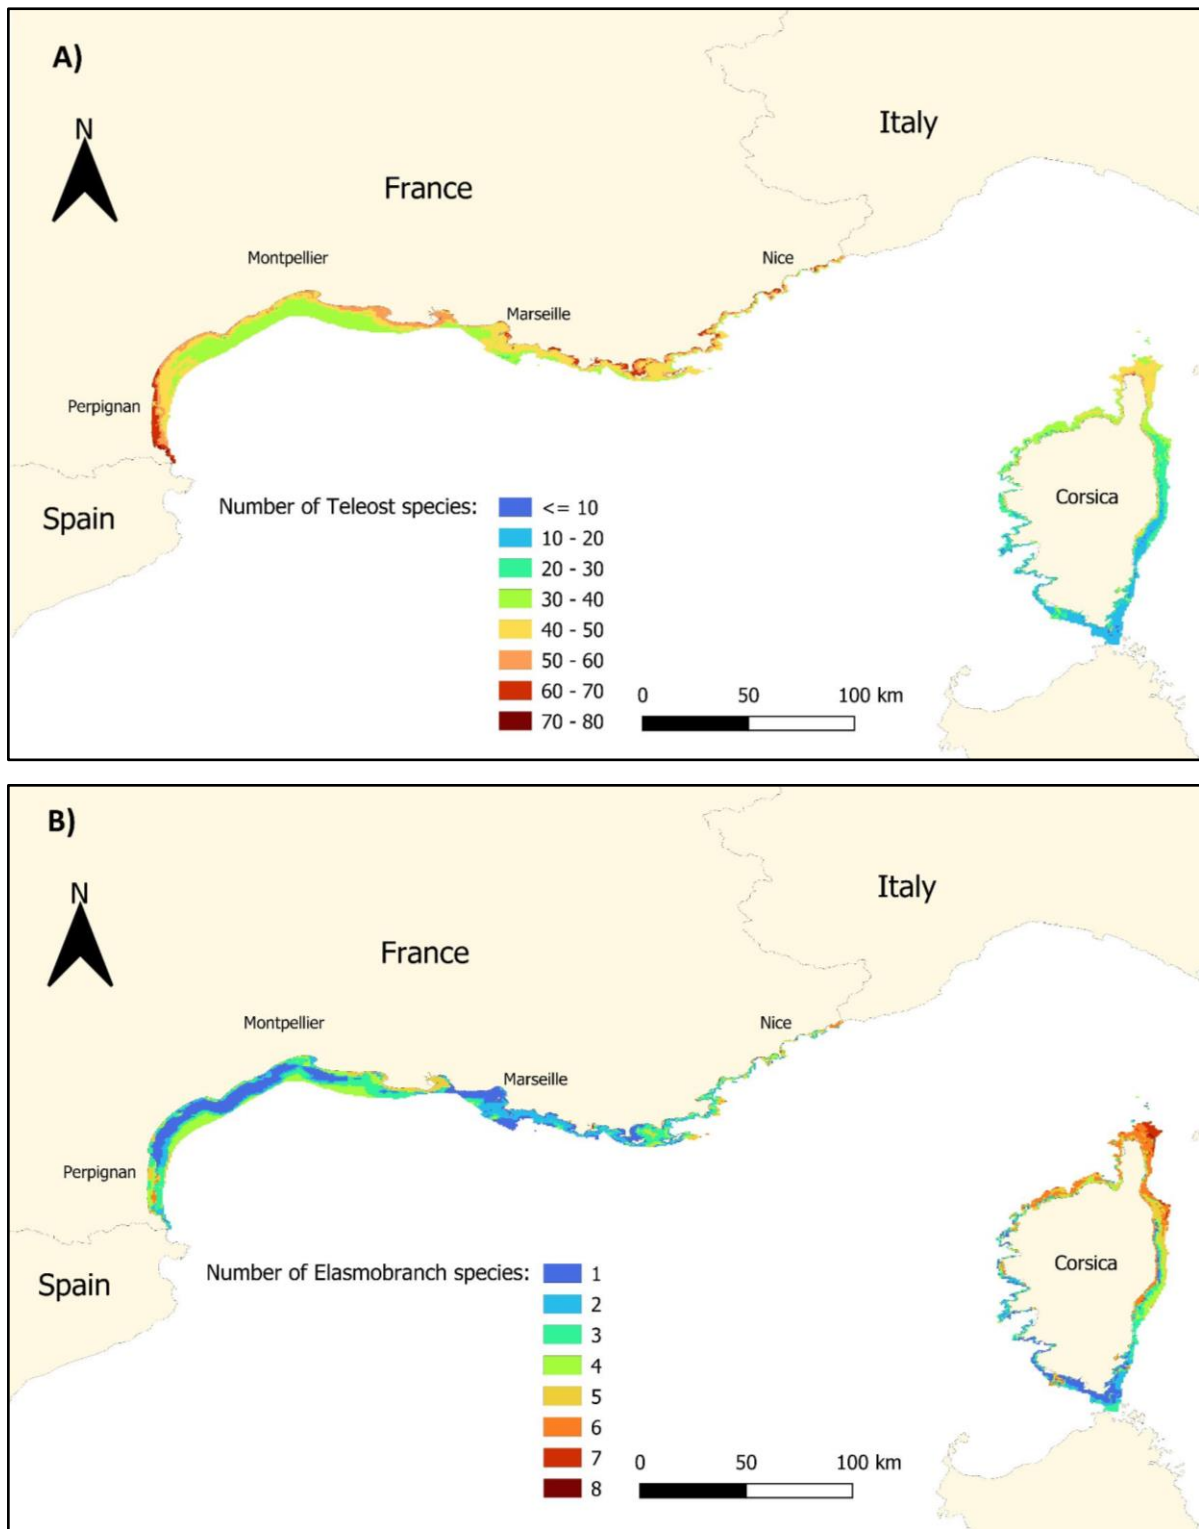 A)
N
Italy
France
Montpellier
Nice
Marseille
Perpignan
Corsica
Spain
Number of Teleost species:
<= 10
10 - 20
20 - 30
30 - 40
40 - 50
50 - 60
60 - 70
70 - 80
0 50 100 km
B)
N
Italy
France
Montpellier
Nice
Marseille
Perpignan
Corsica
Spain
Number of Elasmobranch species:
1
2
3
4
5
6
7
8
0 50 100 km